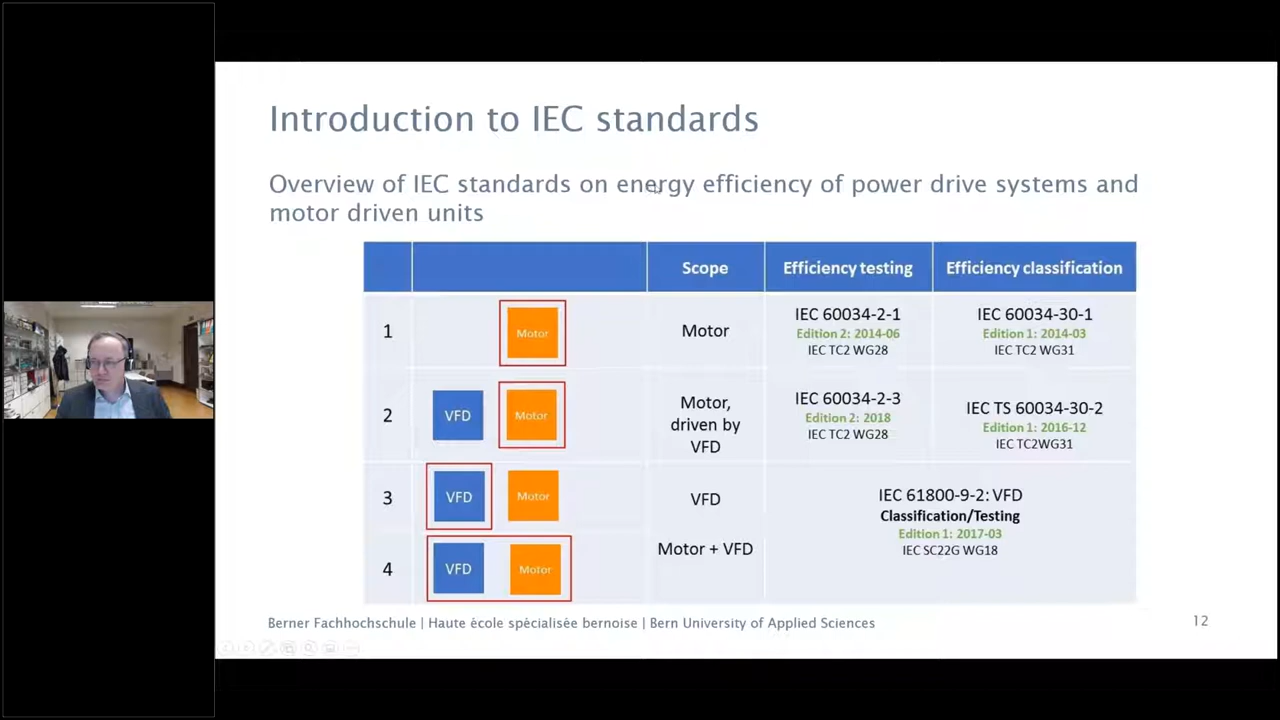 Introduction to IEC standards
Overview of IEC standards on energy efficiency of power drive systems and
motor driven units
Scope
Efficiency testing
Efficiency classification
1
Motor
Motor
IEC 60034-2-1
Edition 2: 2014-06
IEC TC2 WG28
IEC 60034-30-1
Edition 1: 2014-03
IEC TC2 WG31
2
VFD
Motor
Motor,
driven by
VFD
IEC 60034-2-3
Edition 2: 2018
IEC TC2 WG28
IEC TS 60034-30-2
Edition 1: 2016-12
IEC TC2WG31
3
VFD
Motor
VFD
IEC 61800-9-2: VFD
Classification/Testing
Edition 1: 2017-03
IEC SC22G WG18
4
VFD
Motor
Motor + VFD
Berner Fachhochschule | Haute école spécialisée bernoise | Bern University of Applied Sciences
12